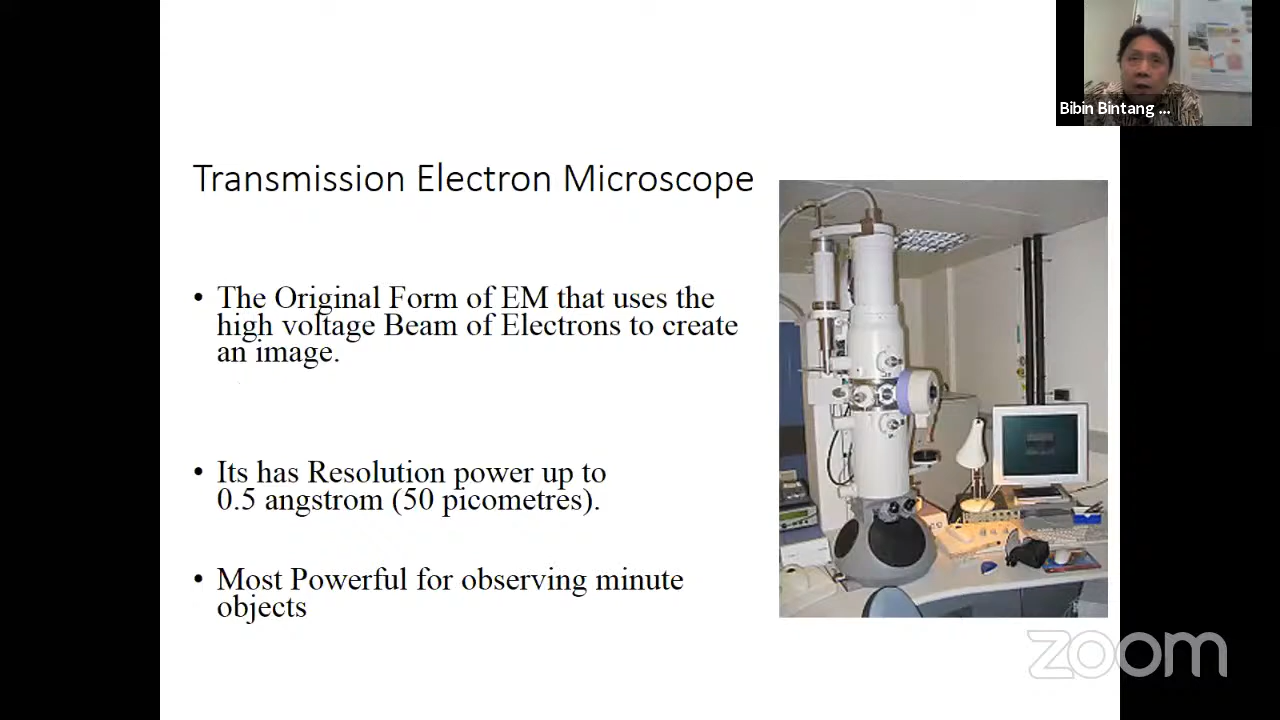 Bibin Bintang ...
Transmission Electron Microscope
• The Original Form of EM that uses the
high voltage Beam of Electrons to create
an image.
• Its has Resolution power up to
0.5 angstrom (50 picometres).
• Most Powerful for observing minute
objects
zoom